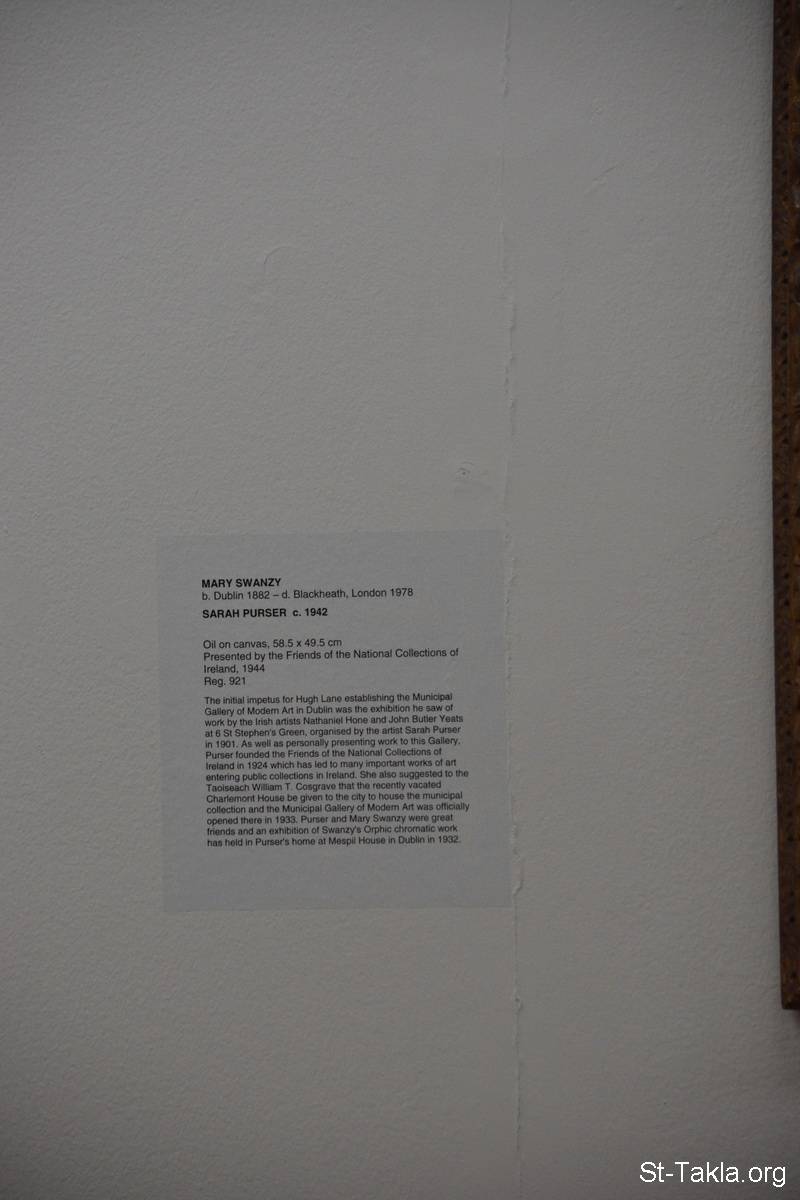 MARY SWANZY
b. Dublin 1882 – d. Blackheath, London 1978
SARAH PURSER c. 1942
Oil on canvas, 58.5 x 49.5 cm
Presented by the Friends of the National Collections of
Ireland, 1944
Reg. 921
The initial impetus for Hugh Lane establishing the Municipal
Gallery of Modern Art in Dublin was the exhibition he saw of
work by the Irish artists Nathaniel Hone and John Butler Yeats
at 6 St Stephen's Green, organised by the artist Sarah Purser
in 1901. As well as personally presenting work to this Gallery,
Purser founded the Friends of the National Collections of
Ireland in 1924 which has led to many important works of art
entering public collections in Ireland. She also suggested to the
Taoiseach William T. Cosgrave that the recently vacated
Charlemont House be given to the city to house the municipal
collection and the Municipal Gallery of Modern Art was officially
opened there in 1933. Purser and Mary Swanzy were great
friends and an exhibition of Swanzy's Orphic chromatic work
has held in Purser's home at Mespil House in Dublin in 1932.
St-Takla.org